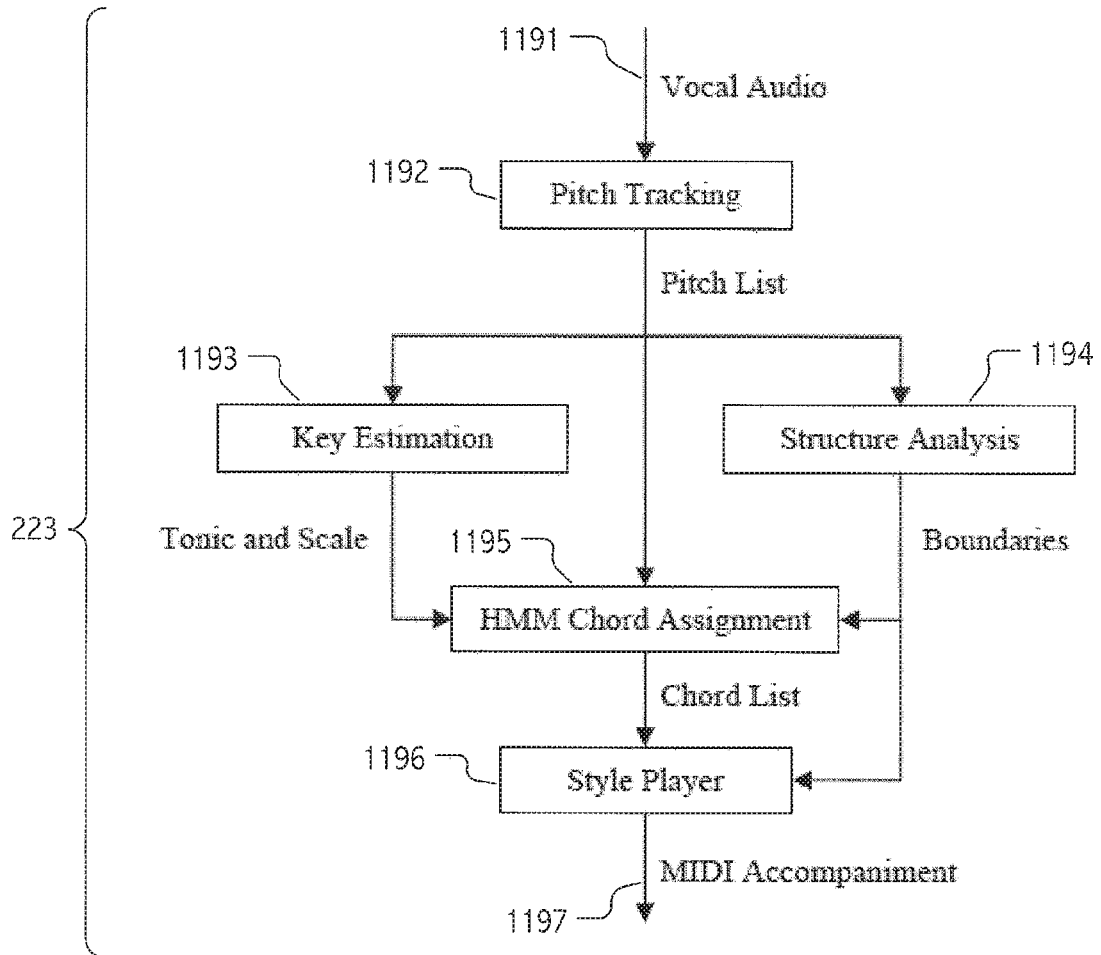 1191
Vocal Audio
1192
Pitch Tracking
Pitch List
1193
1194
Key Estimation
Structure Analysis
223
Tonic and Scale
1195
Boundaries
HMM Chord Assignment
Chord List
1196
Style Player
MIDI Accompaniment
1197